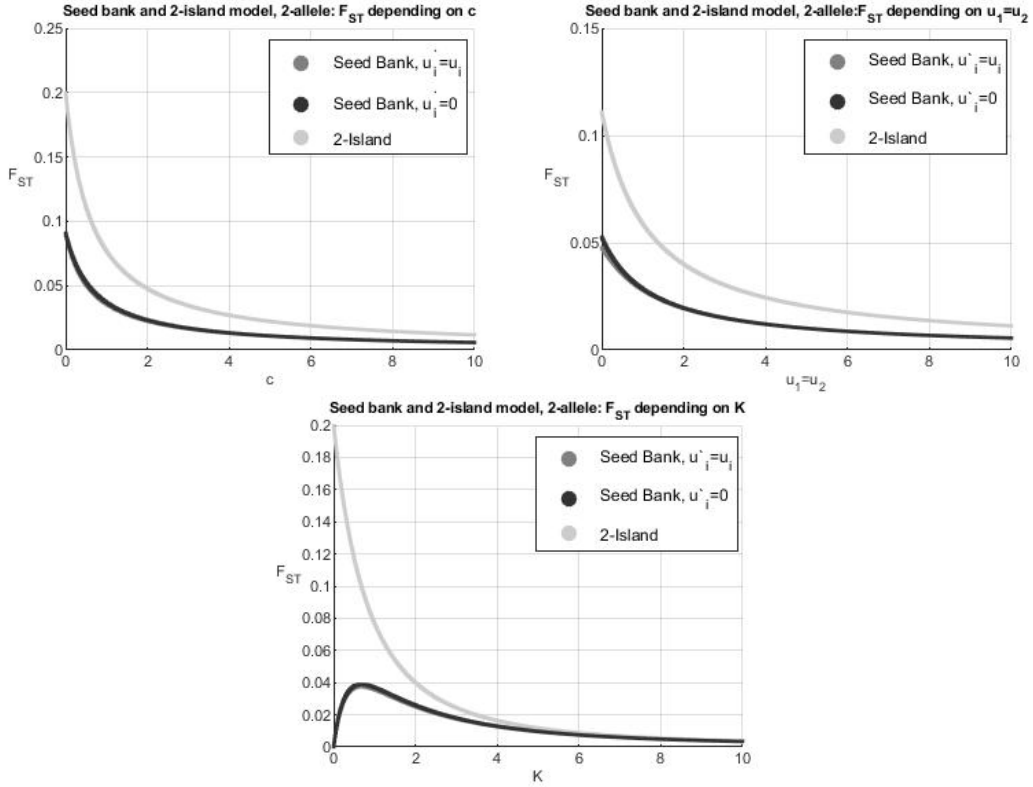 Seed bank and 2-island model, 2-allele: F_ST depending on c
0.25
0.2
0.15
0.1
0.05
0
F_ST
0 2 4 6 8 10
c
Seed Bank, u`_i=u_i
Seed Bank, u`_i=0
2-Island
Seed bank and 2-island model, 2-allele:F_ST depending on u_1=u_2
0.15
0.1
0.05
0
F_ST
0 2 4 6 8 10
u_1=u_2
Seed Bank, u`_i=u_i
Seed Bank, u`_i=0
2-Island
Seed bank and 2-island model, 2-allele: F_ST depending on K
0.2
0.18
0.16
0.14
0.12
0.1
0.08
0.06
0.04
0.02
0
F_ST
0 2 4 6 8 10
K
Seed Bank, u`_i=u_i
Seed Bank, u`_i=0
2-Island